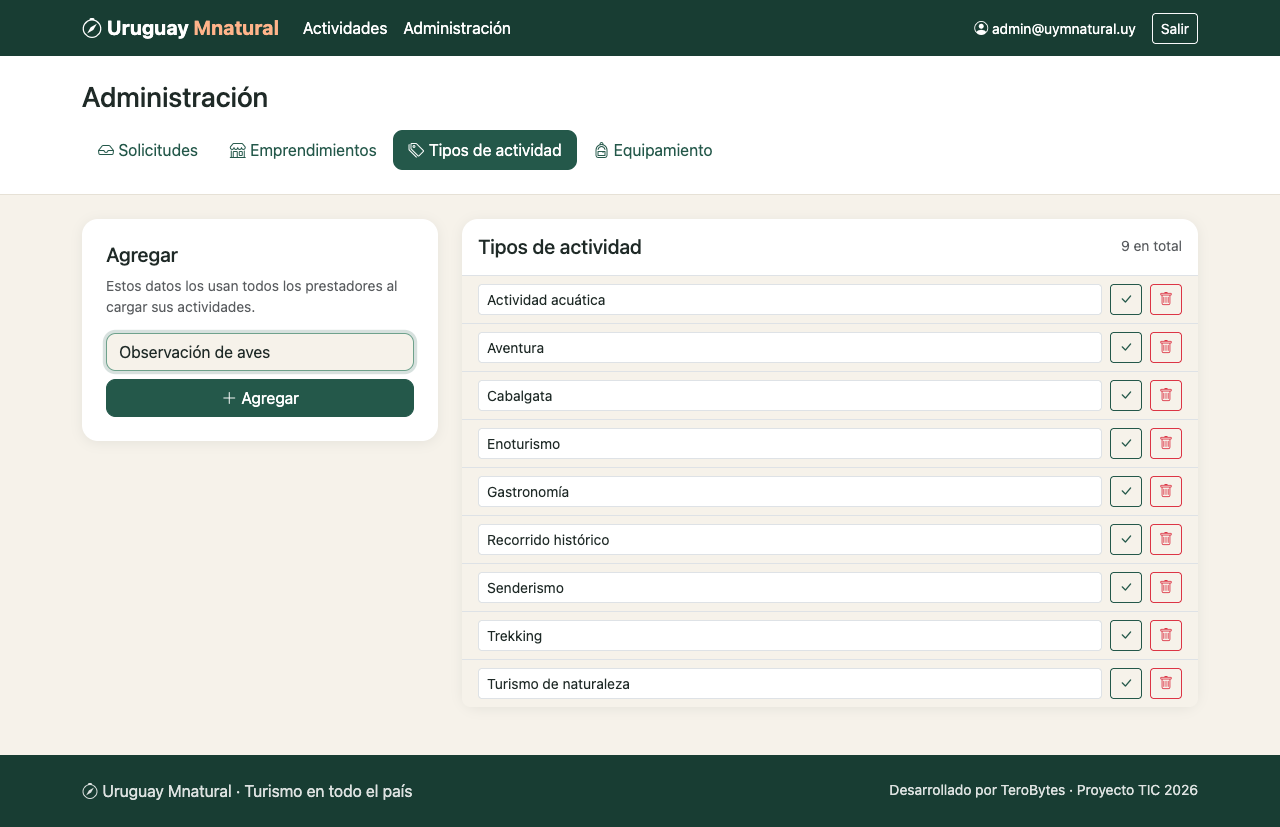 Uruguay Mnatural
Actividades
Administración
admin@uymnatural.uy
Salir
Administración
Solicitudes
Emprendimientos
Tipos de actividad
Equipamiento
Agregar
Estos datos los usan todos los prestadores al
cargar sus actividades.
Observación de aves
+ Agregar
Tipos de actividad
9 en total
Actividad acuática
Aventura
Cabalgata
Enoturismo
Gastronomía
Recorrido histórico
Senderismo
Trekking
Turismo de naturaleza
Uruguay Mnatural · Turismo en todo el país
Desarrollado por TeroBytes · Proyecto TIC 2026